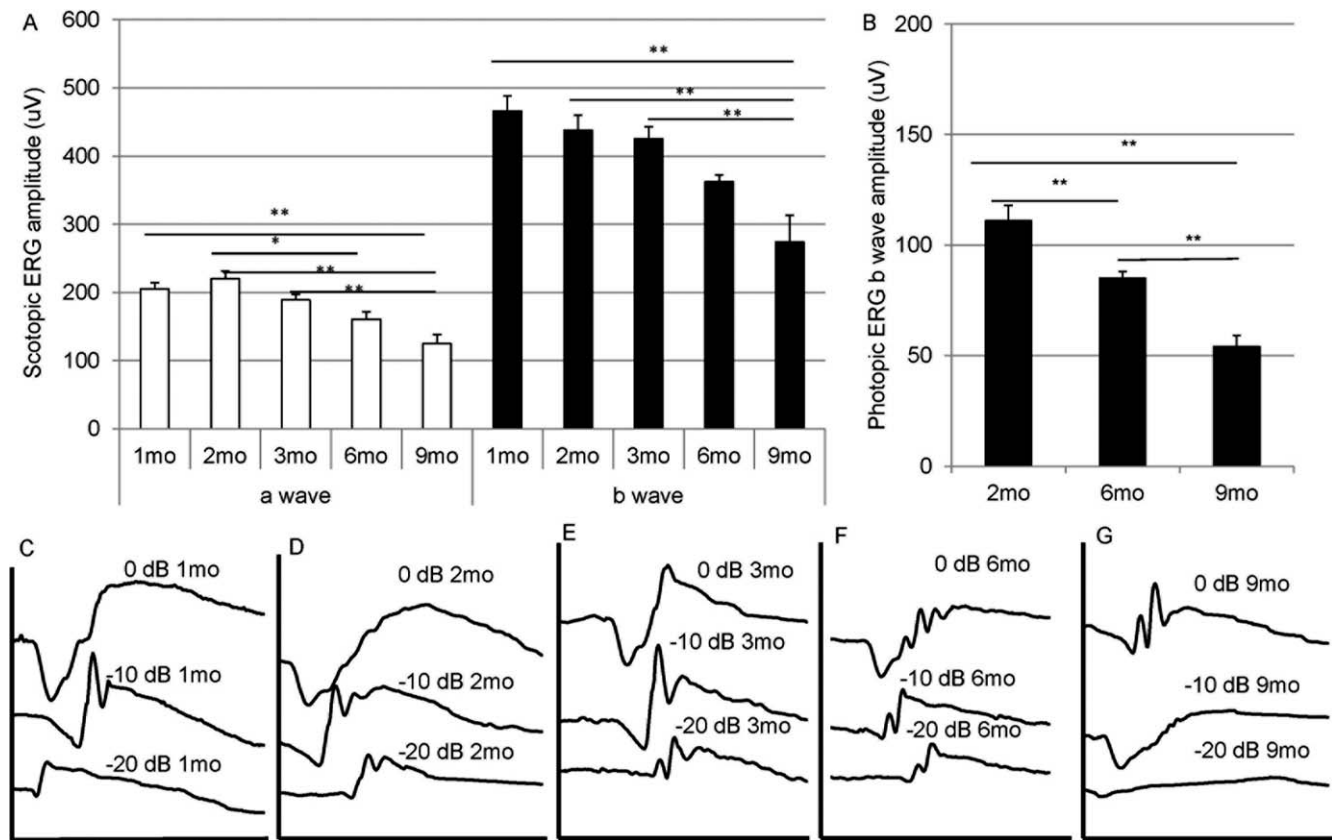 A
Scotopic ERG amplitude (uV)
600
500
400
300
200
100
0
**
*
**
**
**
**
**
1mo 2mo 3mo 6mo 9mo 1mo 2mo 3mo 6mo 9mo
a wave b wave
B
Photopic ERG b wave amplitude (uV)
200
150
100
50
0
**
**
**
2mo 6mo 9mo
C
0 dB 1mo
-10 dB 1mo
-20 dB 1mo
D
0 dB 2mo
-10 dB 2mo
-20 dB 2mo
E
0 dB 3mo
-10 dB 3mo
-20 dB 3mo
F
0 dB 6mo
-10 dB 6mo
-20 dB 6mo
G
0 dB 9mo
-10 dB 9mo
-20 dB 9mo